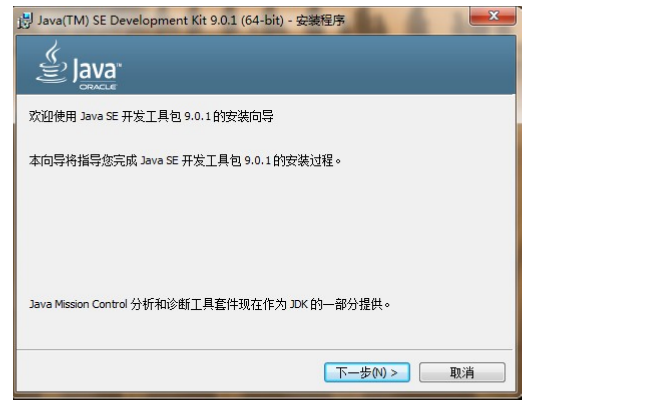 Java(TM) SE Development Kit 9.0.1 (64-bit) - 安装程序
Java™
ORACLE
欢迎使用 Java SE 开发工具包 9.0.1 的安装向导
本向导将指导您完成 Java SE 开发工具包 9.0.1 的安装过程。
Java Mission Control 分析和诊断工具套件现在作为 JDK 的一部分提供。
下一步(N) >
取消